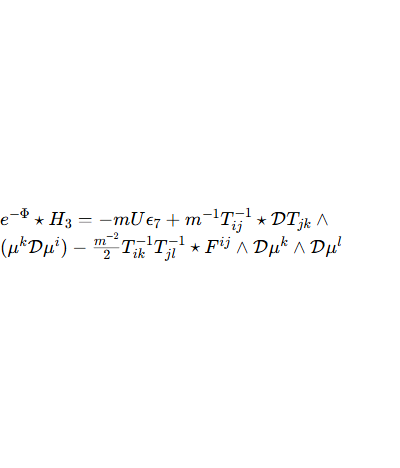 $e^{-\Phi} \star H_3 = -mU\epsilon_7 + m^{-1}T^{-1}_{ij} \star \mathcal{D}T_{jk} \wedge$
$(\mu^k \mathcal{D}\mu^i) - \frac{m^{-2}}{2}T^{-1}_{ik}T^{-1}_{jl} \star F^{ij} \wedge \mathcal{D}\mu^k \wedge \mathcal{D}\mu^l$